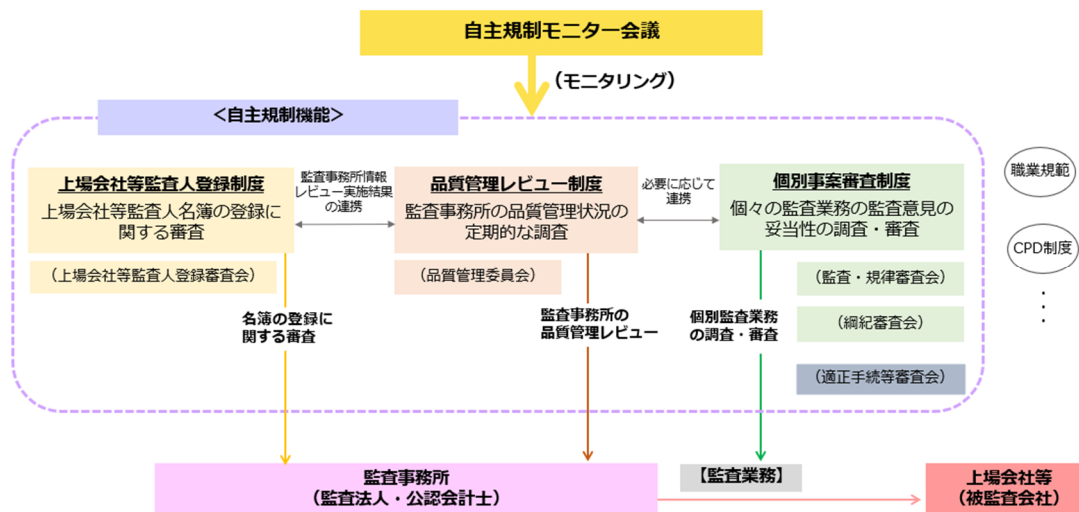 自主規制モニター会議
(モニタリング)
<自主規制機能>
上場会社等監査人登録制度
上場会社等監査人名簿の登録に
関する審査
(上場会社等監査人登録審査会)
監査事務所情報
レビュー実施結果
の連携
品質管理レビュー制度
監査事務所の品質管理状況の
定期的な調査
(品質管理委員会)
必要に応じて
連携
個別事案審査制度
個々の監査業務の監査意見の
妥当性の調査・審査
(監査・規律審査会)
(綱紀審査会)
(適正手続等審査会)
職業規範
CPD制度
・・・
名簿の登録に
関する審査
監査事務所の
品質管理レビュー
個別監査業務
の調査・審査
監査事務所
(監査法人・公認会計士)
【監査業務】
上場会社等
(被監査会社)